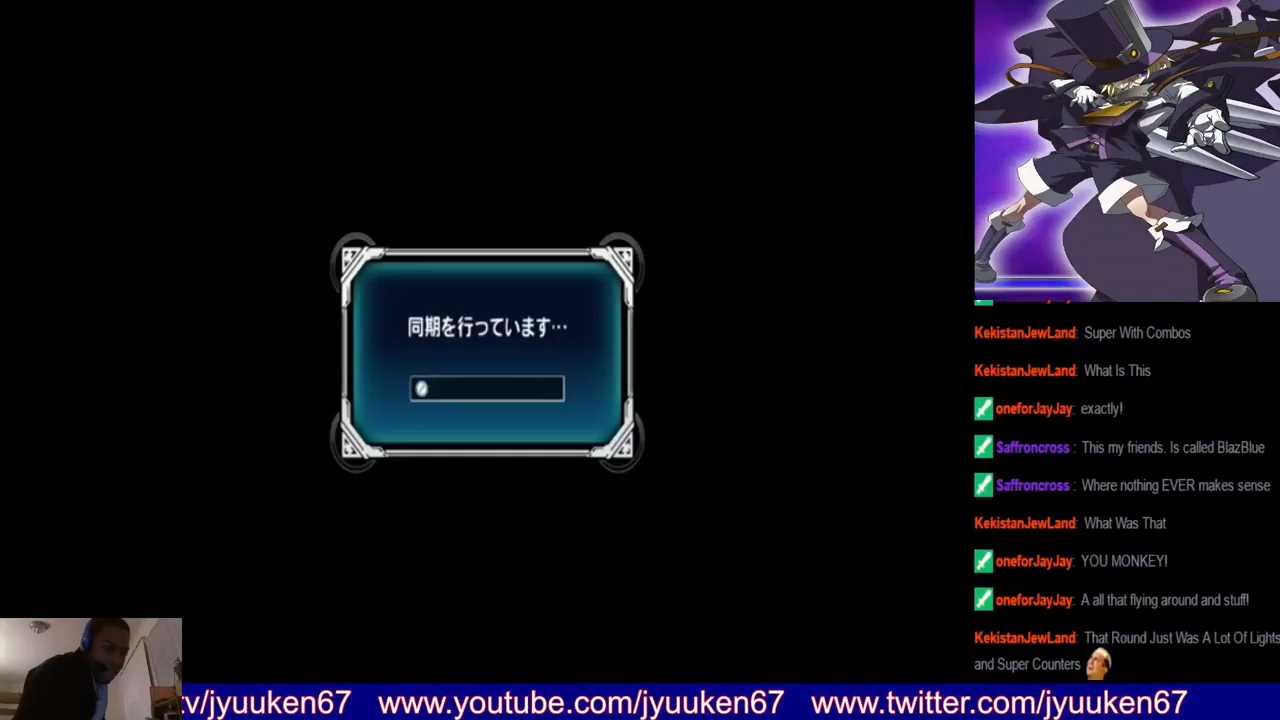 同期を行っています…
KekistanJewLand: Super With Combos
KekistanJewLand: What Is This
oneforJayJay: exactly!
Saffroncross : This my friends. Is called BlazBlue
Saffroncross : Where nothing EVER makes sense
KekistanJewLand: What Was That
oneforJayJay: YOU MONKEY!
oneforJayJay: A all that flying around and stuff!
KekistanJewLand: That Round Just Was A Lot Of Lights
and Super Counters
tv/jyuuken67 www.youtube.com/jyuuken67 www.twitter.com/jyuuken67